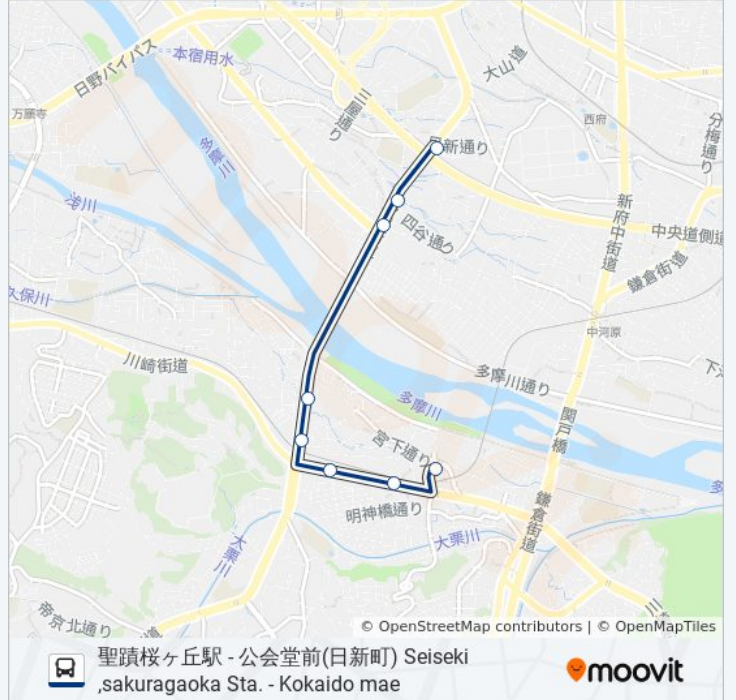 日野バイパス
本宿用水
大山道
万願寺
三屋通り
西府
分梅通り
日新通り
多摩川
浅川
新府中街道
四谷通り
中央道側道
鎌倉街道
久保川
中河原
川崎街道
多摩川通り
下河
多摩川
関戸橋
宮下通り
多
明神橋通り
鎌倉街道
大栗川
大栗川
帝京北通り
川
© OpenStreetMap contributors | © OpenMapTiles
聖蹟桜ヶ丘駅 - 公会堂前(日新町) Seiseki
,sakuragaoka Sta. - Kokaido mae
moovit